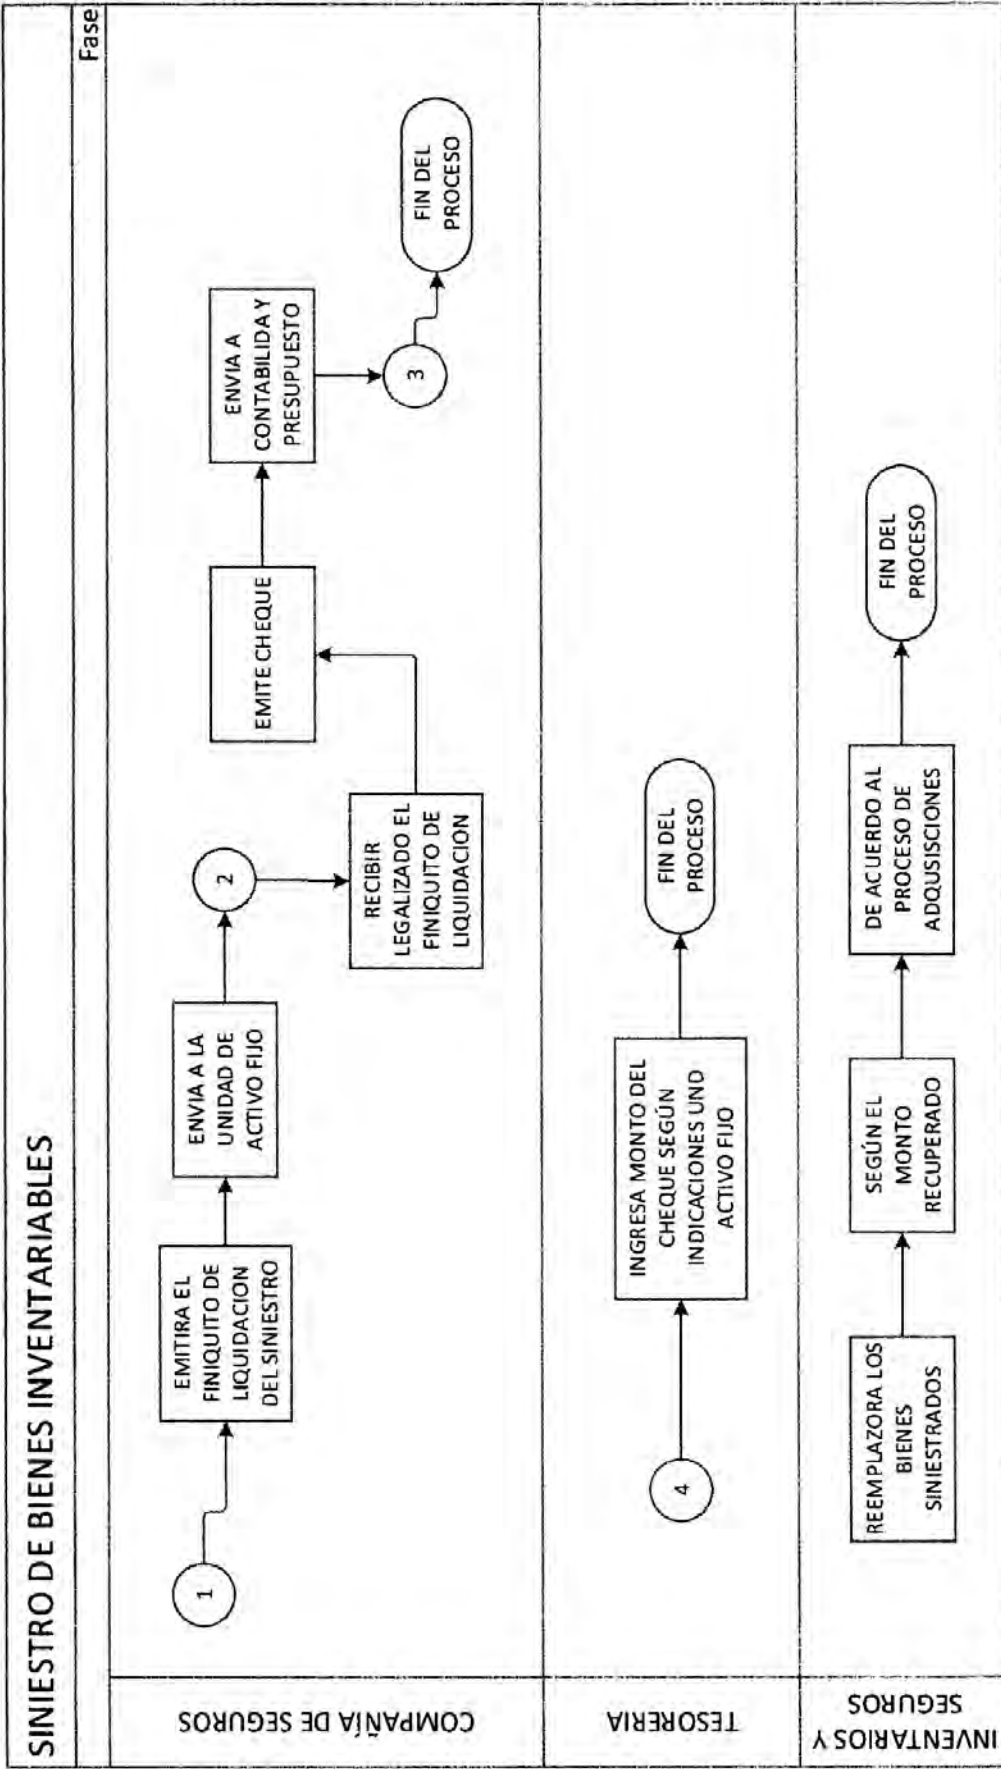 SINIESTRO DE BIENES INVENTARIABLES
Fase
COMPAÑÍA DE SEGUROS
1
EMITIRA EL
FINIQUITO DE
LIQUIDACION
DEL SINIESTRO
ENVIA A LA
UNIDAD DE
ACTIVO FIJO
2
RECIBIR
LEGALIZADO EL
FINIQUITO DE
LIQUIDACION
EMITE CHEQUE
ENVIA A
CONTABILIDA Y
PRESUPUESTO
3
FIN DEL
PROCESO
TESORERIA
4
INGRESA MONTO DEL
CHEQUE SEGÚN
INDICACIONES UNO
ACTIVO FIJO
FIN DEL
PROCESO
INVENTARIOS Y
SEGUROS
REEMPLAZORA LOS
BIENES
SINIESTRADOS
SEGÚN EL
MONTO
RECUPERADO
DE ACUERDO AL
PROCESO DE
ADQUSISCIONES
FIN DEL
PROCESO